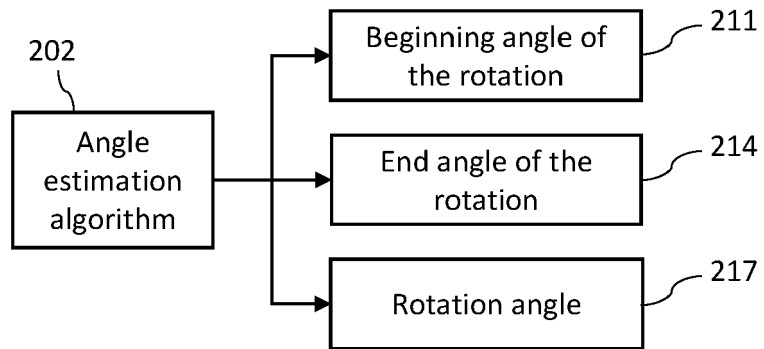 202
Angle
estimation
algorithm
Beginning angle of
the rotation
211
End angle of the
rotation
214
Rotation angle
217